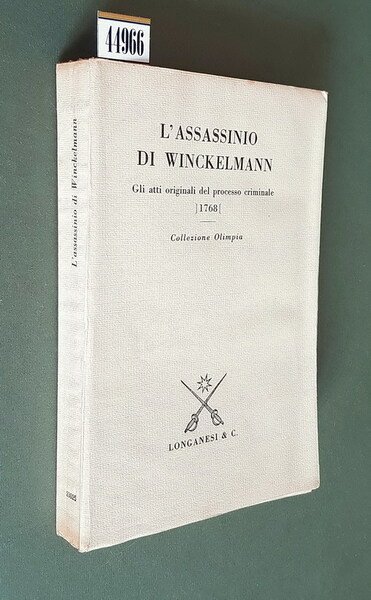 44966
L'ASSASSINIO
DI WINCKELMANN
Gli atti originali del processo criminale
|1768|
Collezione Olimpia
LONGANESI & C.
L'assassinio di Winckelmann